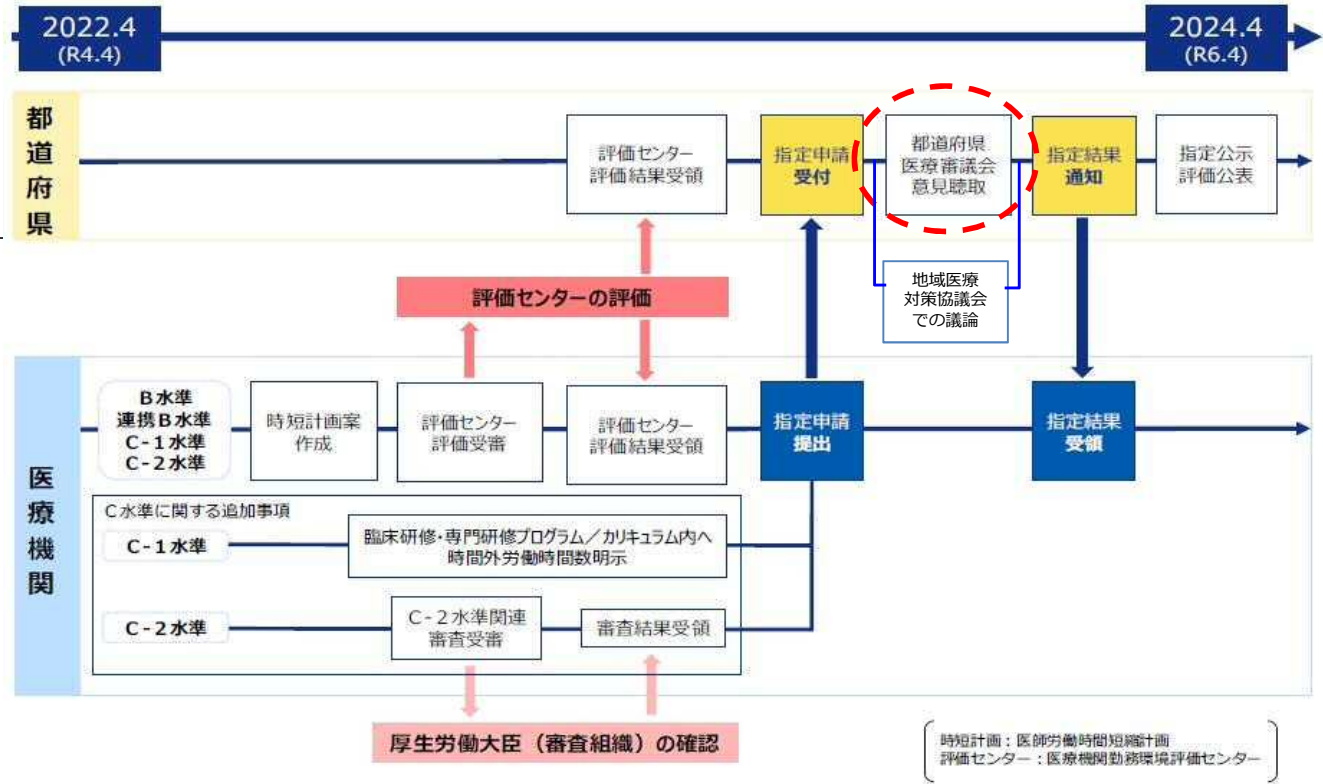 2022.4
(R4.4)
2024.4
(R6.4)
都
道
府
県
評価センター
評価結果受領
指定申請
受付
都道府県
医療審議会
意見聴取
指定結果
通知
指定公示
評価公表
評価センターの評価
地域医療
対策協議会
での議論
医
療
機
関
B水準
連携B水準
C-1水準
C-2水準
時短計画案
作成
評価センター
評価受審
評価センター
評価結果受領
指定申請
提出
指定結果
受領
C水準に関する追加事項
C-1水準
臨床研修・専門研修プログラム/カリキュラム内へ
時間外労働時間数明示
C-2水準
C-2水準関連
審査受審
審査結果受領
厚生労働大臣（審査組織）の確認
時短計画：医師労働時間短縮計画
評価センター：医療機関勤務環境評価センター